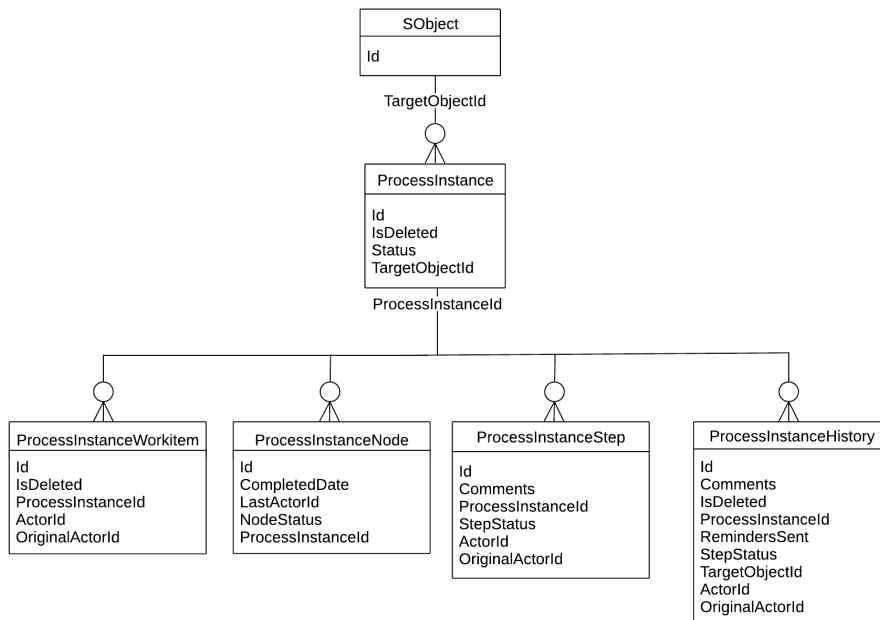 SObject
Id
TargetObjectId
ProcessInstance
Id
IsDeleted
Status
TargetObjectId
ProcessInstanceId
ProcessInstanceWorkitem
Id
IsDeleted
ProcessInstanceId
ActorId
OriginalActorId
ProcessInstanceNode
Id
CompletedDate
LastActorId
NodeStatus
ProcessInstanceId
ProcessInstanceStep
Id
Comments
ProcessInstanceId
StepStatus
ActorId
OriginalActorId
ProcessInstanceHistory
Id
Comments
IsDeleted
ProcessInstanceId
RemindersSent
StepStatus
TargetObjectId
ActorId
OriginalActorId